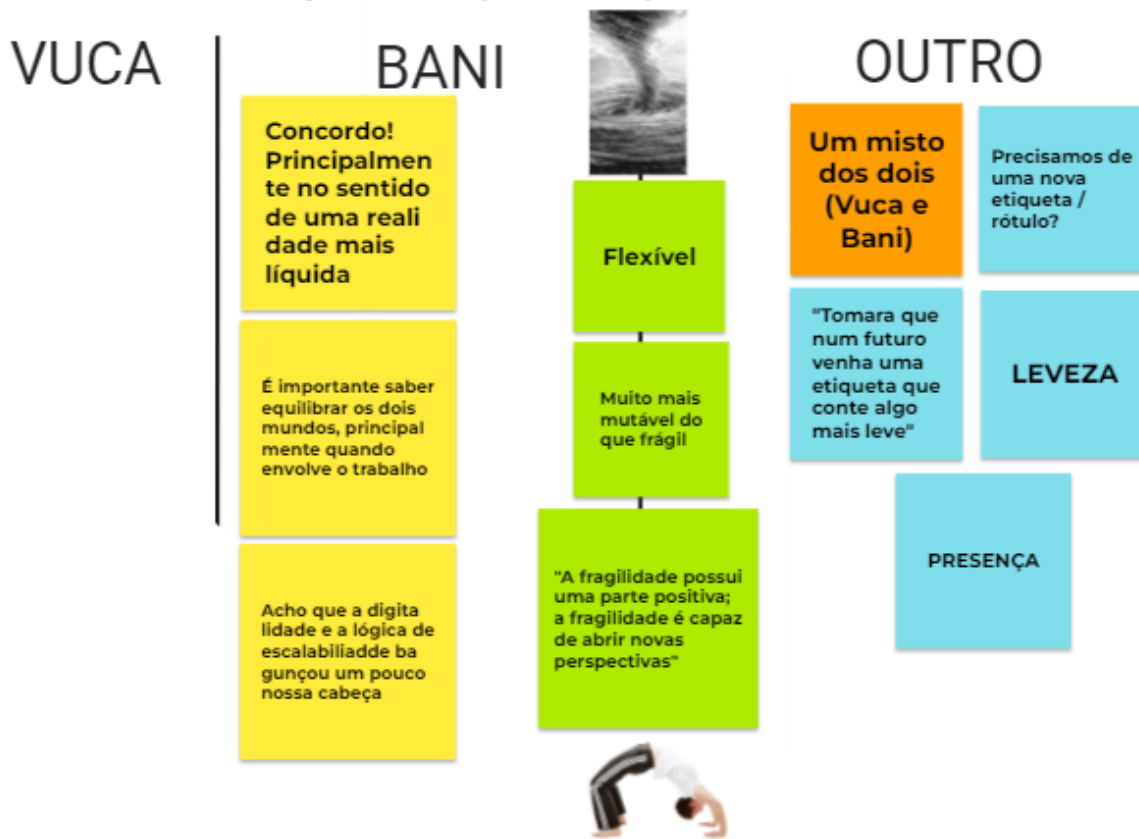 VUCA
BANI
OUTRO
Concordo!
Principalmen
te no sentido
de uma reali
dade mais
líquida
É importante saber
equilibrar os dois
mundos, principal
mente quando
envolve o trabalho
Acho que a digita
lidade e a lógica de
escalabiliadde ba
gunçou um pouco
nossa cabeça
Flexível
Muito mais
mutável do
que frágil
"A fragilidade possui
uma parte positiva;
a fragilidade é capaz
de abrir novas
perspectivas"
Um misto
dos dois
(Vuca e
Bani)
Precisamos de
uma nova
etiqueta /
rótulo?
"Tomara que
num futuro
venha uma
etiqueta que
conte algo
mais leve"
LEVEZA
PRESENÇA